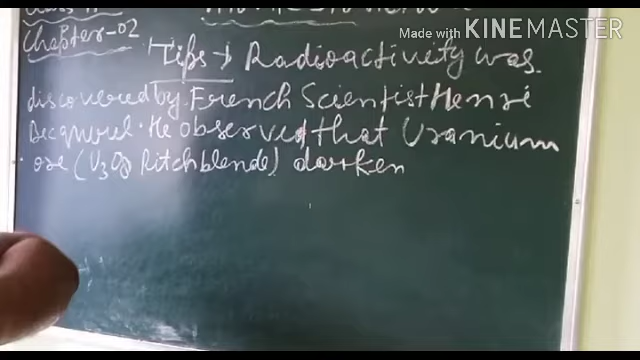 Made with KINEMASTER
Chapter-02
Tips → Radioactivity was
discovered by French Scientist Henri
Becqurel. He observed that Uranium
ore (U3O8 Pitchblende) darken